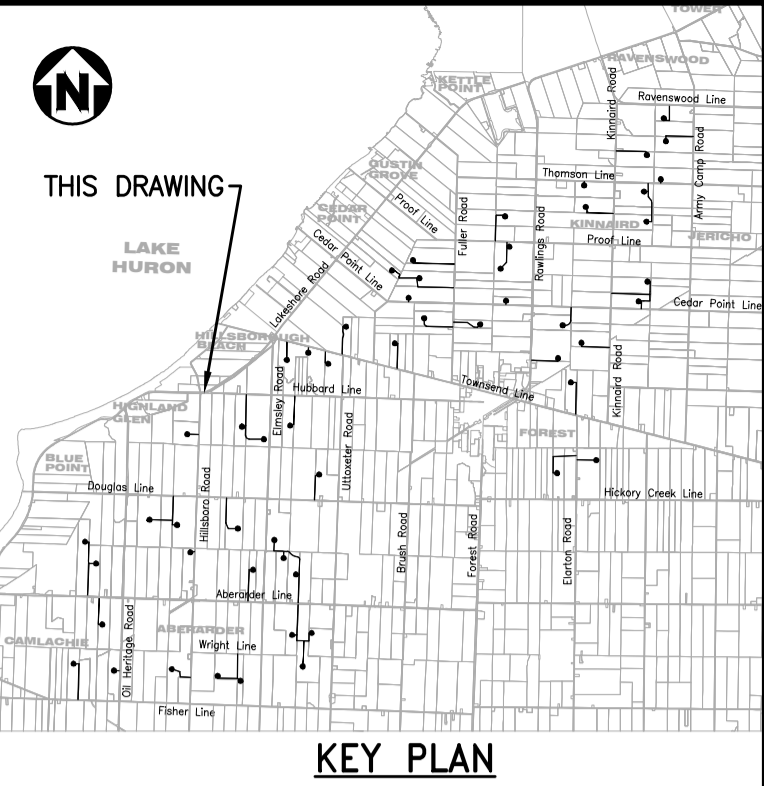 TOWER
RAVENSWOOD
KETTLE
POINT
Ravenswood Line
Kinnaird Road
Army Camp Road
N
THIS DRAWING
GUSTIN
GROVE
Thomson Line
CEDAR
POINT
Proof Line
Fuller Road
Rawlings Road
KINNAIRD
Proof Line
JERICHO
LAKE
HURON
Cedar Point Line
Lakeshore Road
Cedar Point Line
HILLSBOROUGH
BEACH
Kinnaird Road
Elmsley Road
Hubbard Line
Townsend Line
HIGHLAND
GLEN
Uttoxeter Road
FOREST
BLUE
POINT
Douglas Line
Hillsboro Road
Hickory Creek Line
Brush Road
Forest Road
Elarton Road
Aberarder Line
Oil Heritage Road
ABERARDER
CAMLACHIE
Wright Line
Fisher Line
KEY PLAN